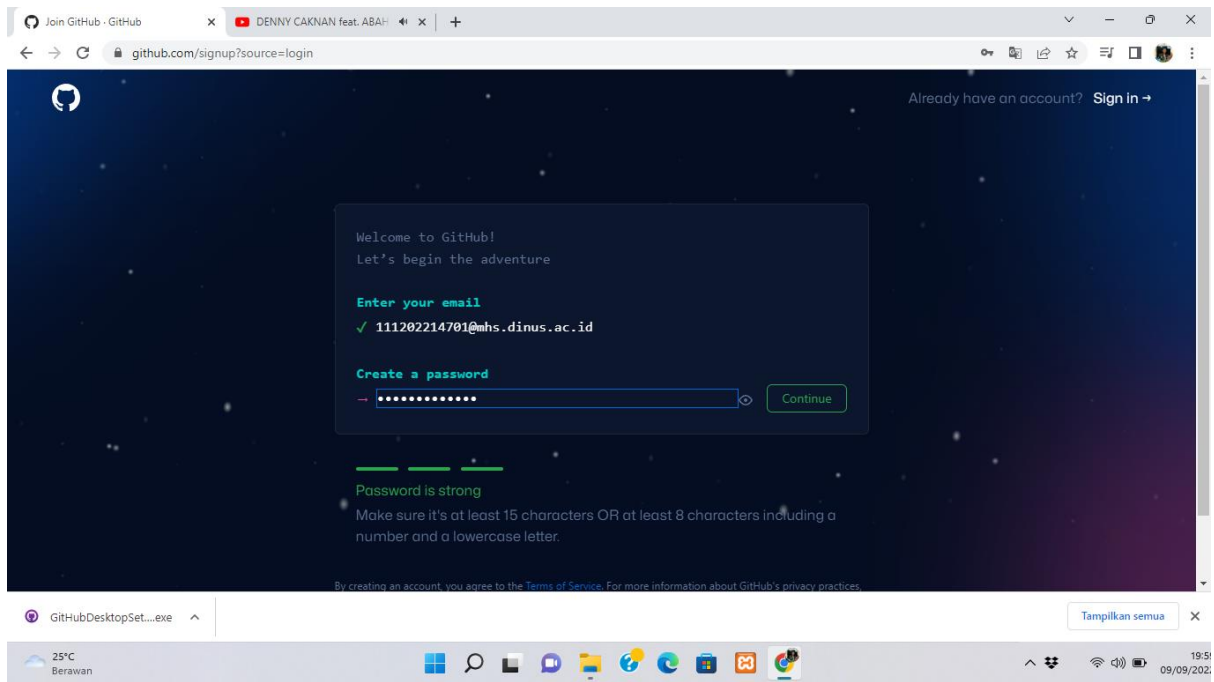 Join GitHub · GitHub
DENNY CAKNAN feat. ABAH
github.com/signup?source=login
Already have an account? Sign in →
Welcome to GitHub!
Let's begin the adventure
Enter your email
✓ 111202214701@mhs.dinus.ac.id
Create a password
→ •••••••••••••
Continue
Password is strong
Make sure it's at least 15 characters OR at least 8 characters including a
number and a lowercase letter.
By creating an account, you agree to the Terms of Service. For more information about GitHub's privacy practices,
GitHubDesktopSet....exe
Tampilkan semua
25°C
Berawan
19:5
09/09/202